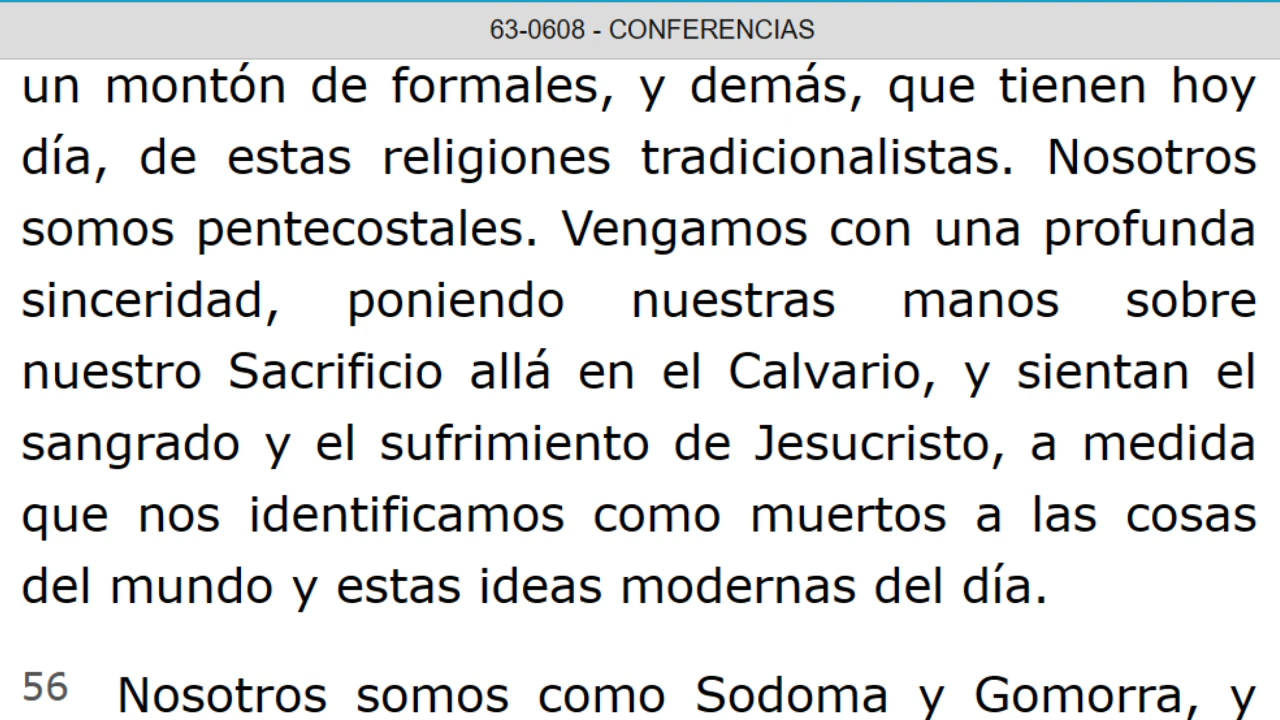 63-0608 - CONFERENCIAS
un montón de formales, y demás, que tienen hoy
día, de estas religiones tradicionalistas. Nosotros
somos pentecostales. Vengamos con una profunda
sinceridad, poniendo nuestras manos sobre
nuestro Sacrificio allá en el Calvario, y sientan el
sangrado y el sufrimiento de Jesucristo, a medida
que nos identificamos como muertos a las cosas
del mundo y estas ideas modernas del día.
56 Nosotros somos como Sodoma y Gomorra, y